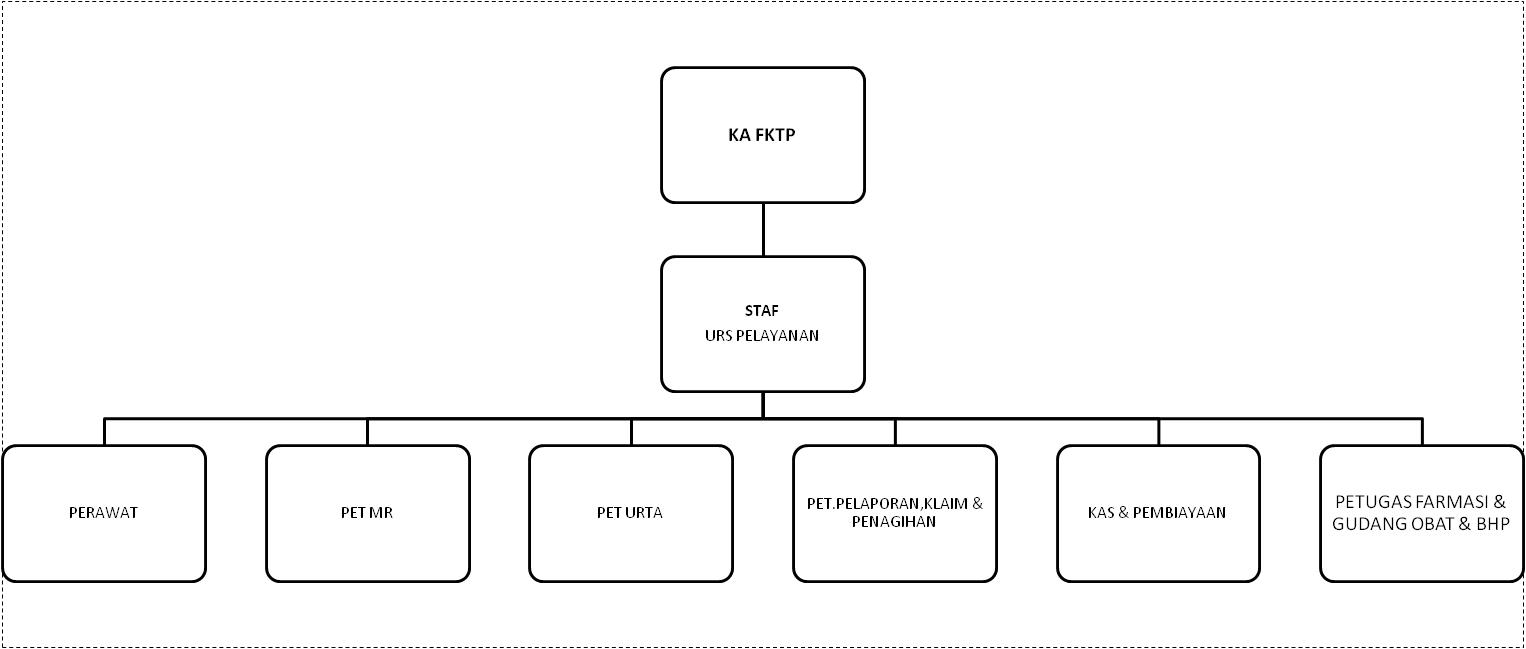 KA FKTP
STAF
URS PELAYANAN
PERAWAT
PET MR
PET URTA
PET.PELAPORAN,KLAIM &
PENAGIHAN
KAS & PEMBIAYAAN
PETUGAS FARMASI &
GUDANG OBAT & BHP